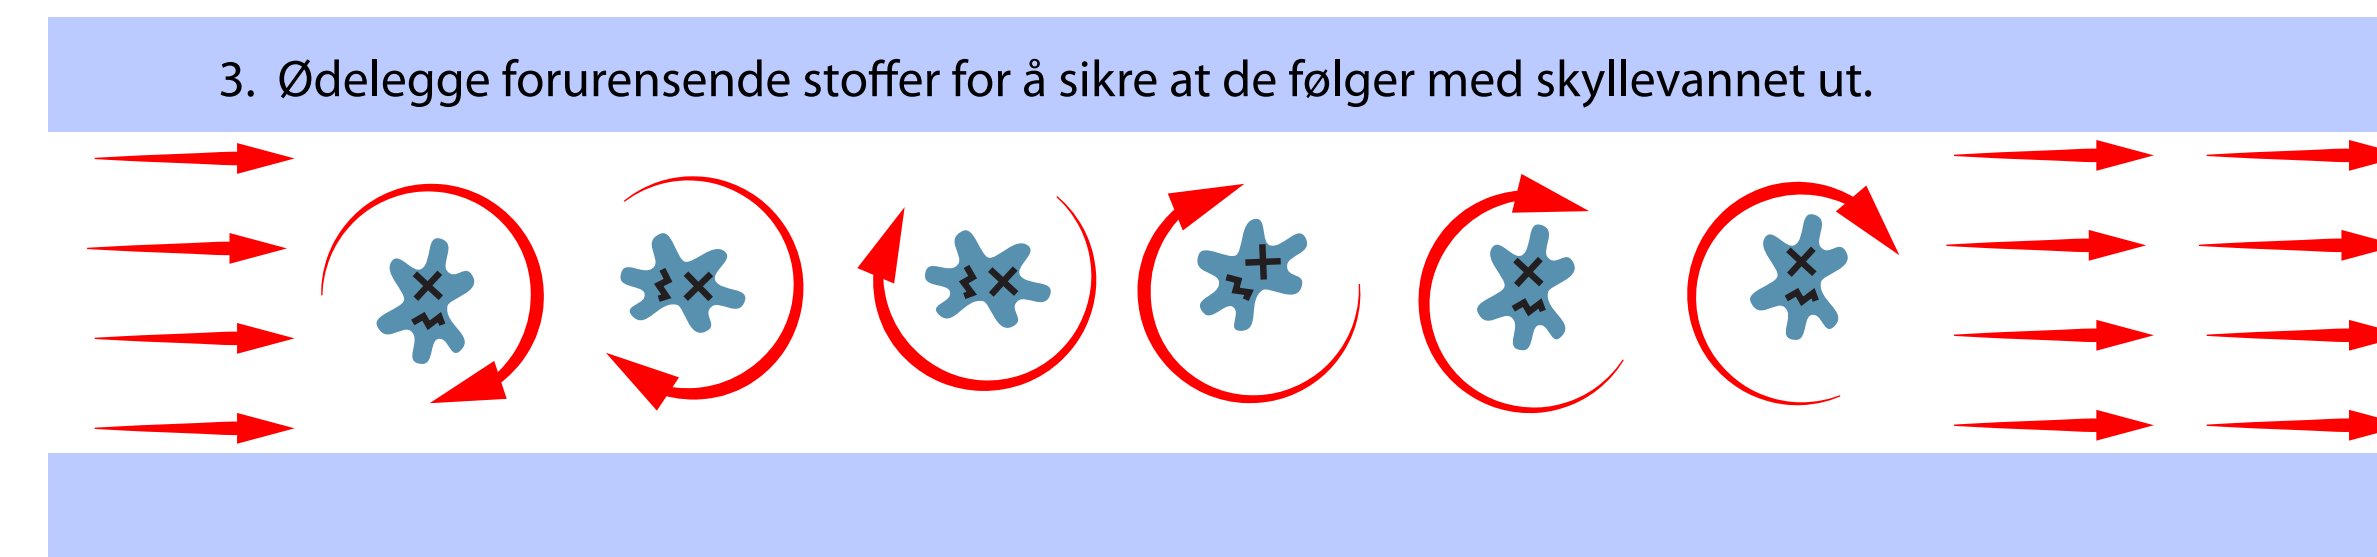 3. Ødelegge forurensende stoffer for å sikre at de følger med skyllevannet ut.